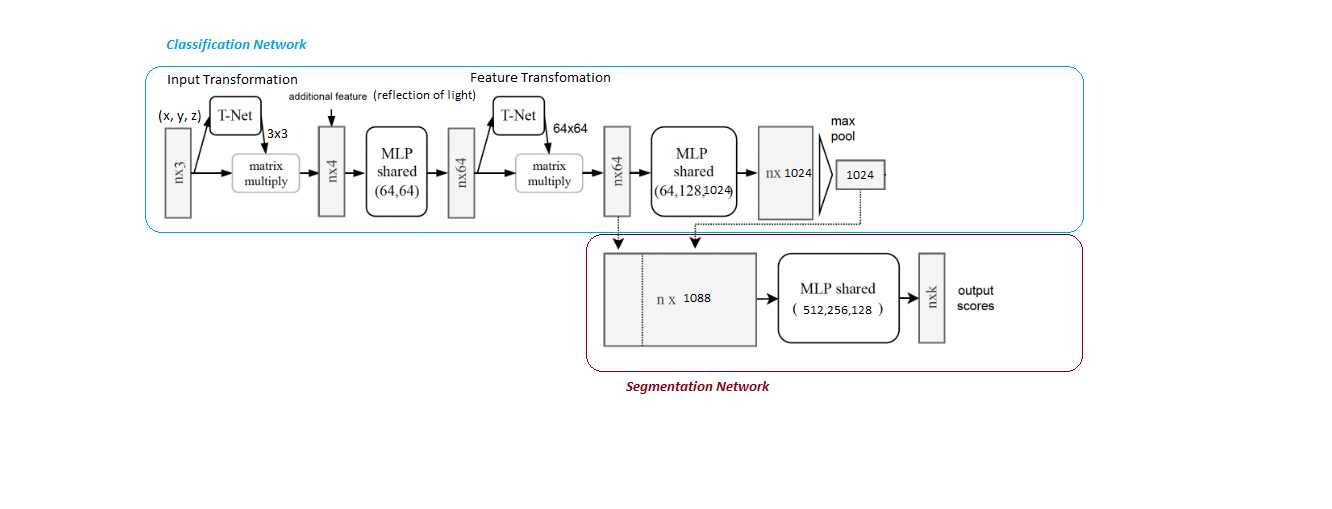 Classification Network
Input Transformation
Feature Transfomation
additional feature (reflection of light)
(x, y, z)
T-Net
3x3
nx3
matrix
multiply
nx4
MLP
shared
(64,64)
nx64
T-Net
64x64
matrix
multiply
nx64
MLP
shared
(64,128,1024)
nx 1024
max
pool
1024
n x 1088
MLP shared
( 512,256,128 )
nxk
output
scores
Segmentation Network